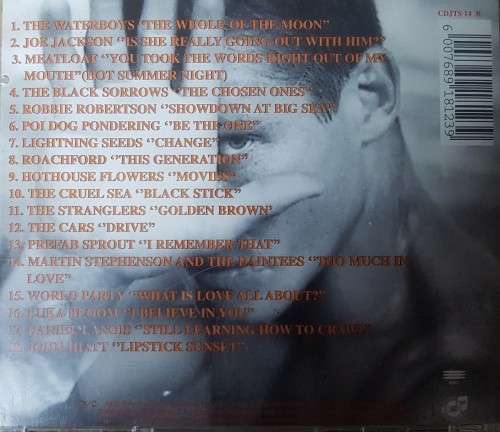 CDJTS 14 R
1. THE WATERBOYS "THE WHOLE OF THE MOON"
2. JOE JACKSON "IS SHE REALLY GOING OUT WITH HIM"
3. MEATLOAF "YOU TOOK THE WORDS RIGHT OUT OF MY
MOUTH"(HOT SUMMER NIGHT)
4. THE BLACK SORROWS "THE CHOSEN ONES"
5. ROBBIE ROBERTSON "SHOWDOWN AT BIG SKY"
6. POI DOG PONDERING "BE THE ONE"
7. LIGHTNING SEEDS "CHANGE"
8. ROACHFORD "THIS GENERATION"
9. HOTHOUSE FLOWERS "MOVIES"
10. THE CRUEL SEA "BLACK STICK"
11. THE STRANGLERS "GOLDEN BROWN'
12. THE CARS "DRIVE"
13. PREFAB SPROUT "I REMEMBER THAT"
14. MARTIN STEPHENSON AND THE DAINTEES "TOO MUCH IN
LOVE"
15. WORLD PARTY "WHAT IS LOVE ALL ABOUT?"
16. LUKA BLOOM "I BELIEVE IN YOU"
17. DANIEL LANOIS "STILL LEARNING HOW TO CRAWL"
18. JOHN HIATT "LIPSTICK SUNSET"
6 007689 181239